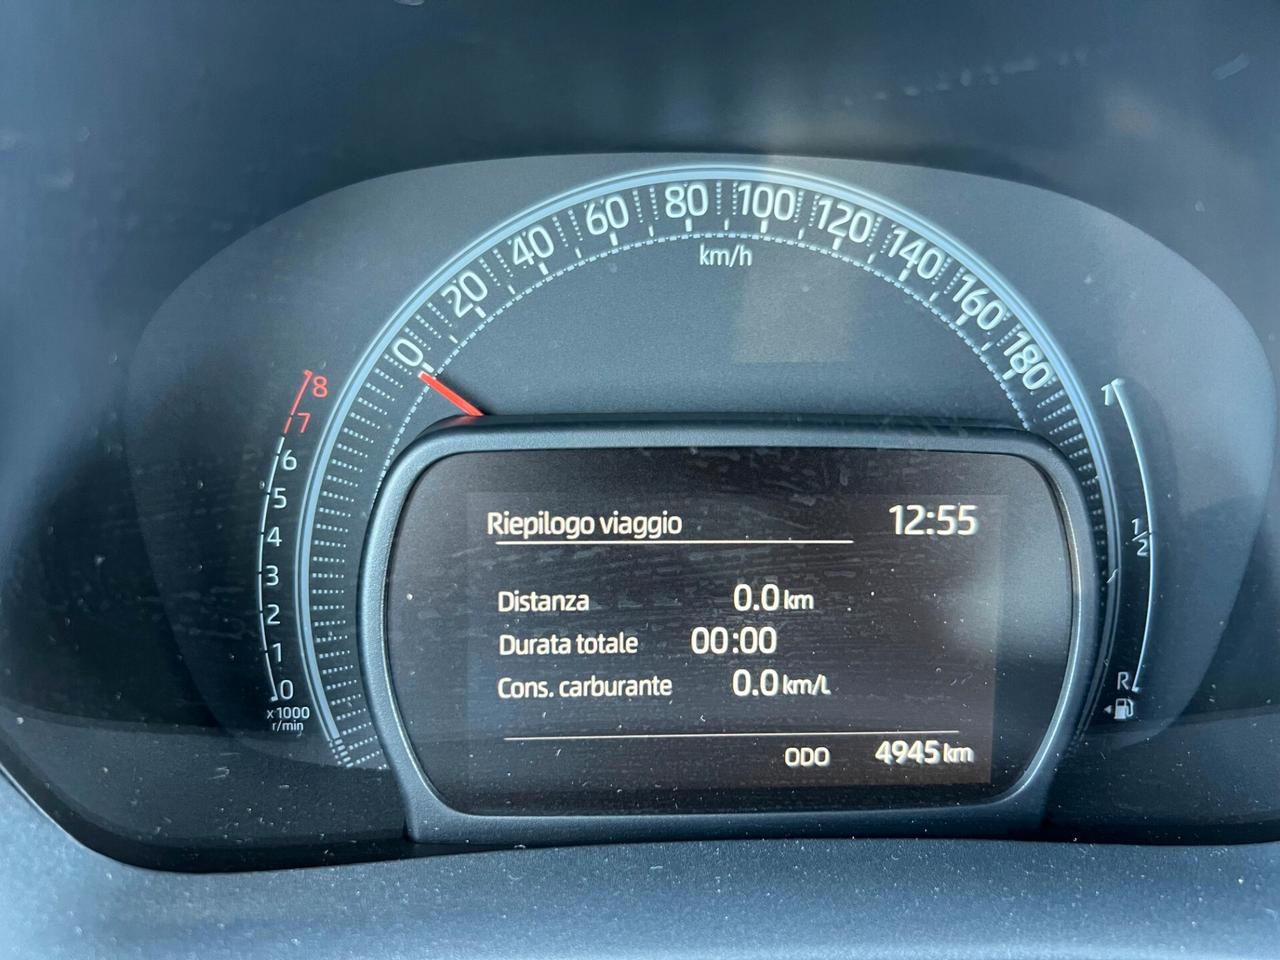 0 20 40 60 80 100 120 140 160 180
km/h
8
7
6
5
4
3
2
1
0
x1000
r/min
Riepilogo viaggio 12:55
Distanza 0.0 km
Durata totale 00:00
Cons. carburante 0.0 km/L
ODO 4945 km
1
1/2
R